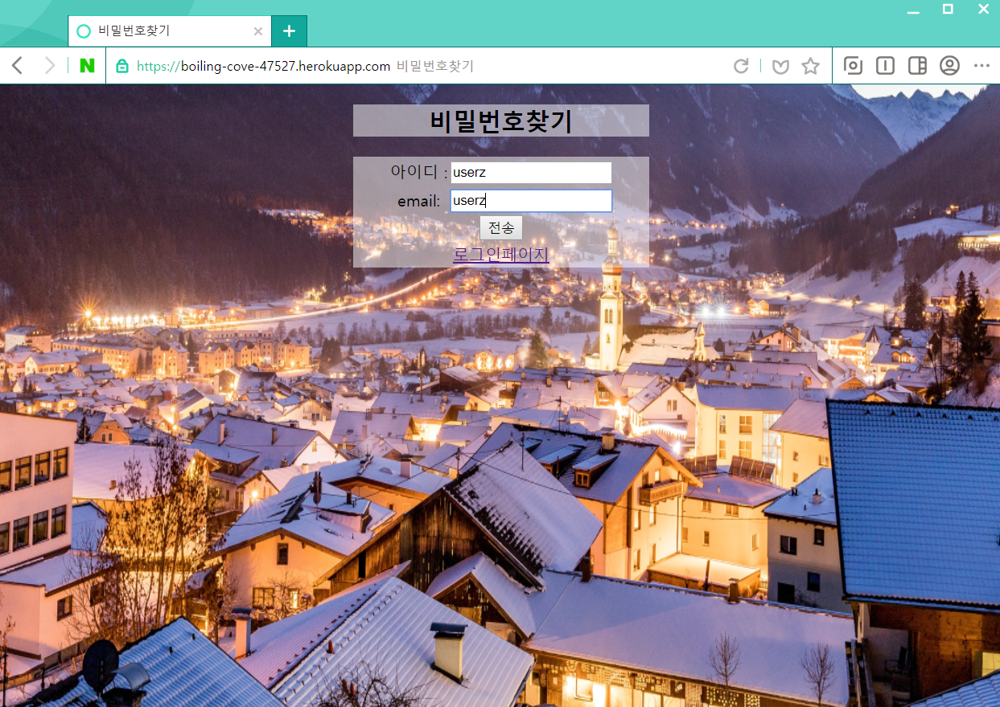 비밀번호찾기
N https://boiling-cove-47527.herokuapp.com 비밀번호찾기
비밀번호찾기
아이디 : userz
email: userz
전송
로그인페이지